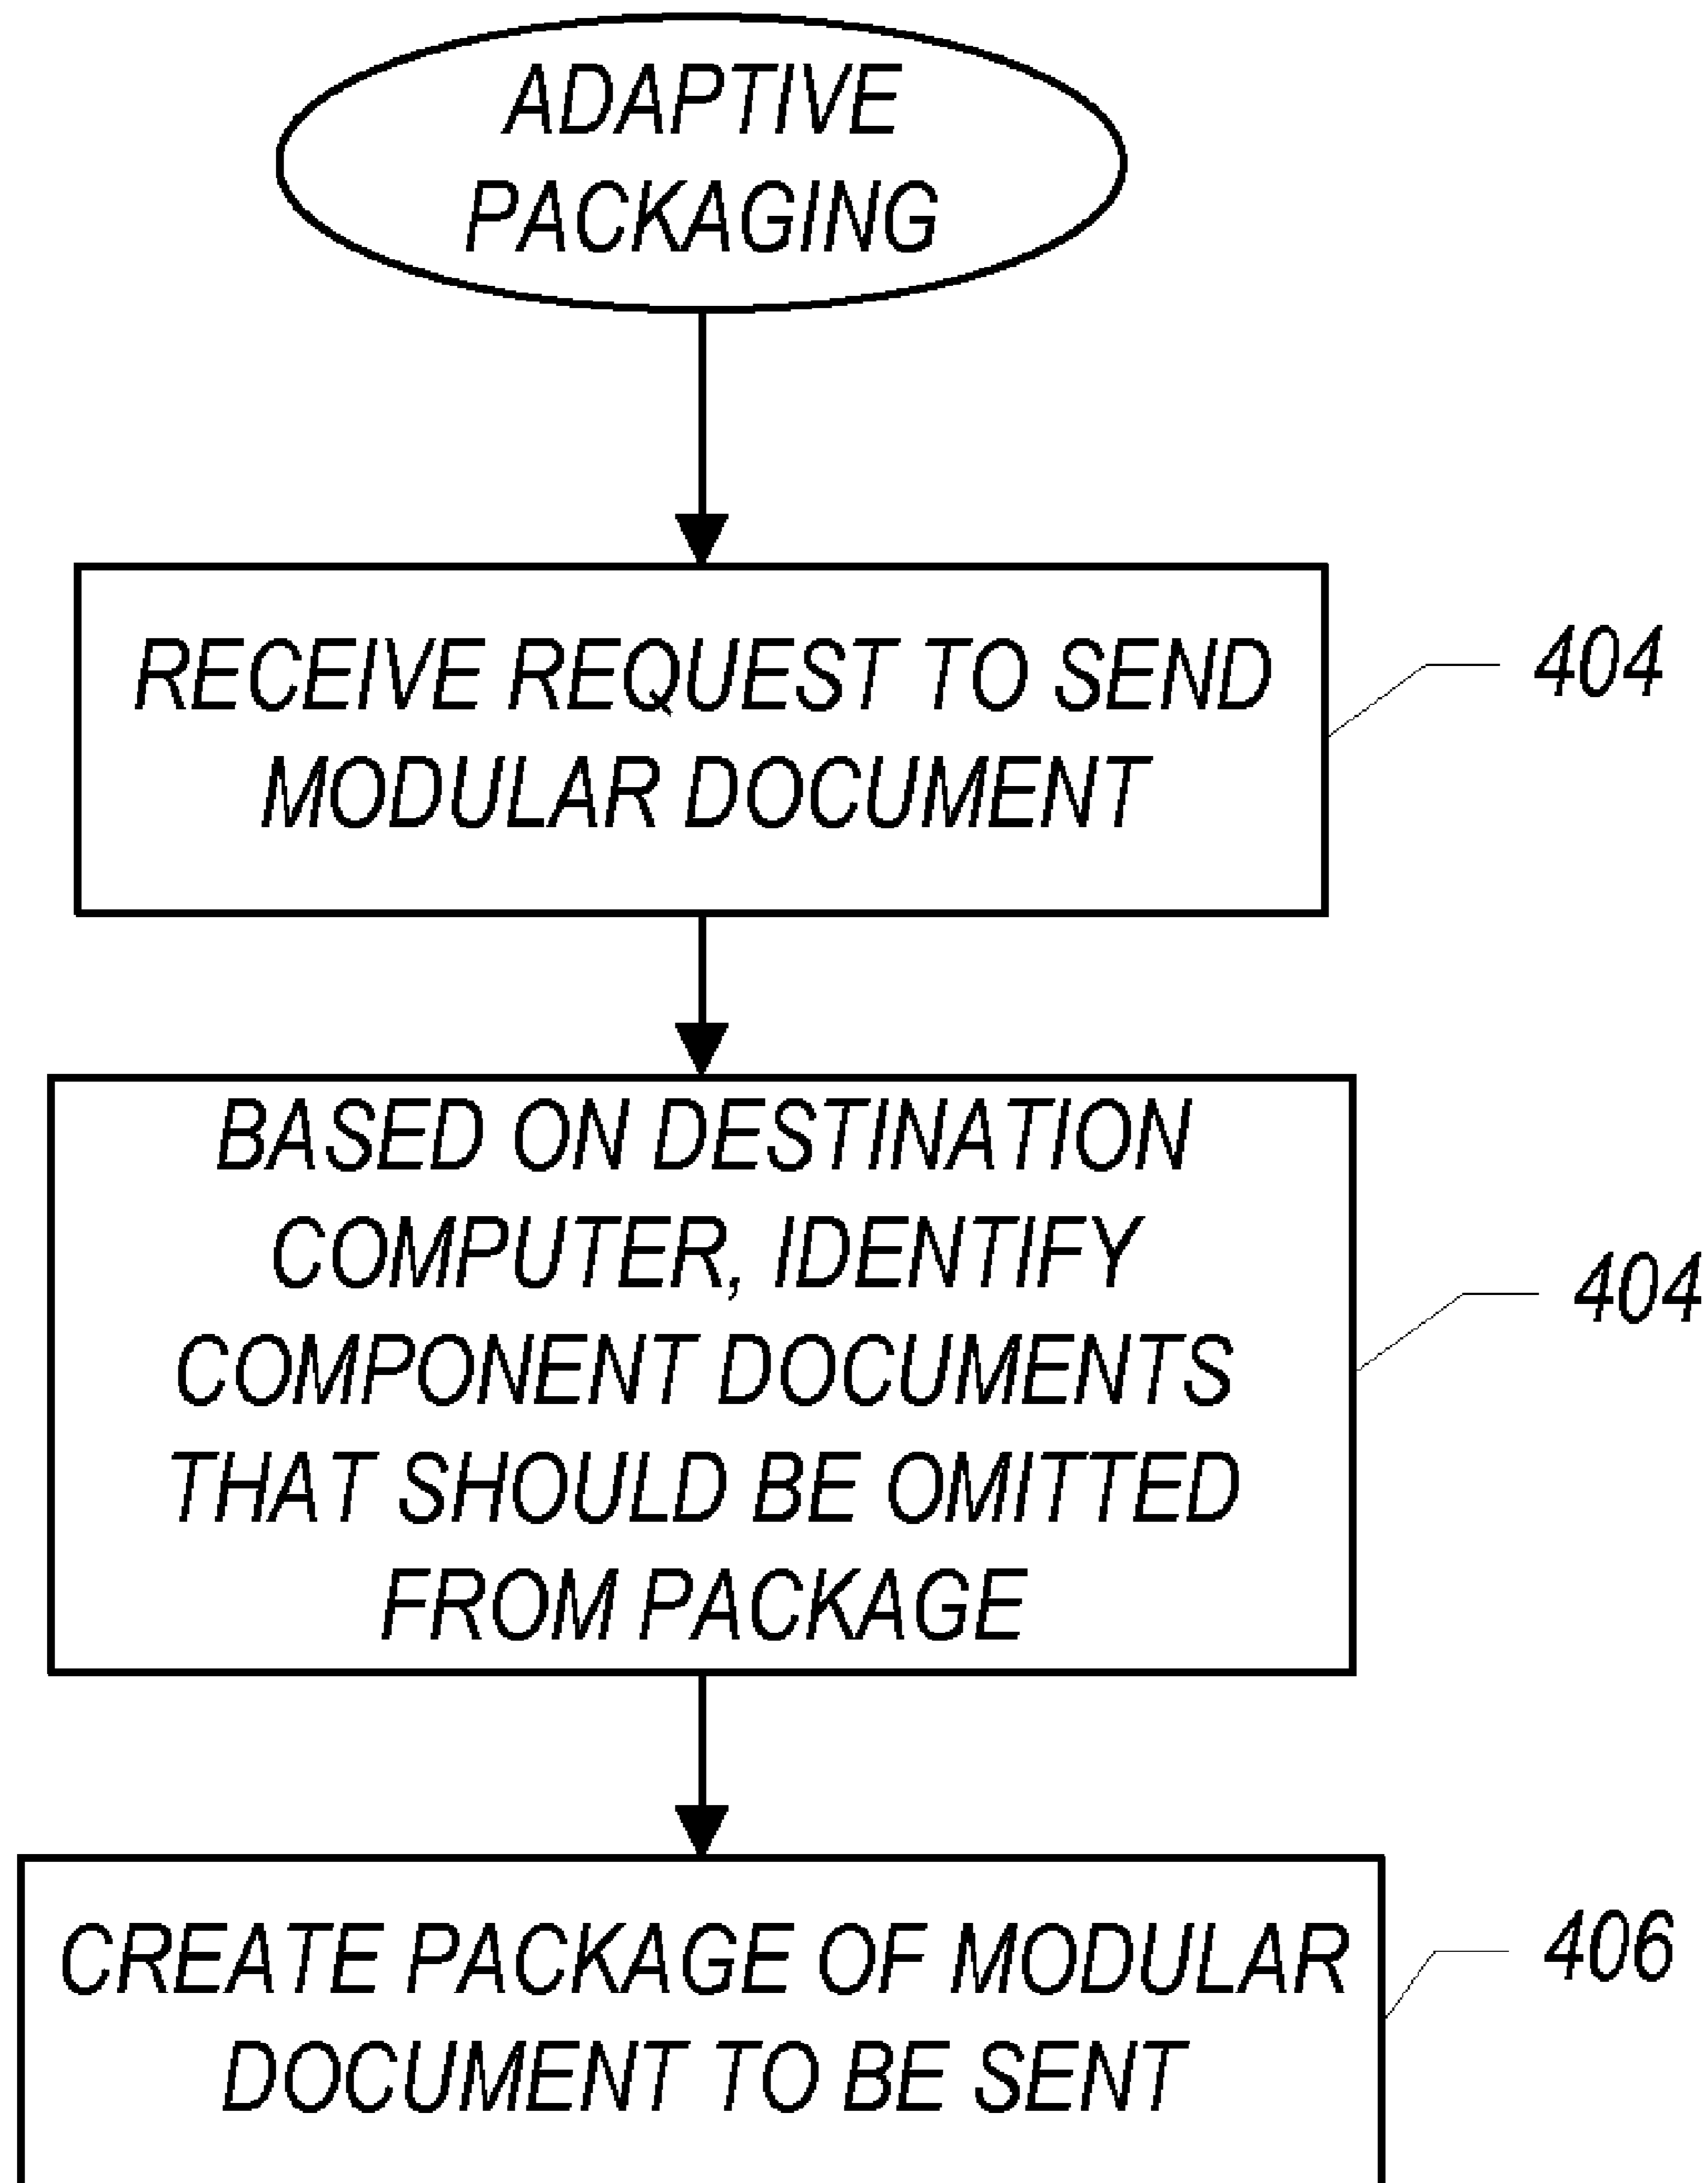 ADAPTIVE
PACKAGING
RECEIVE REQUEST TO SEND
MODULAR DOCUMENT
404
BASED ON DESTINATION
COMPUTER, IDENTIFY
COMPONENT DOCUMENTS
THAT SHOULD BE OMITTED
FROM PACKAGE
404
CREATE PACKAGE OF MODULAR
DOCUMENT TO BE SENT
406